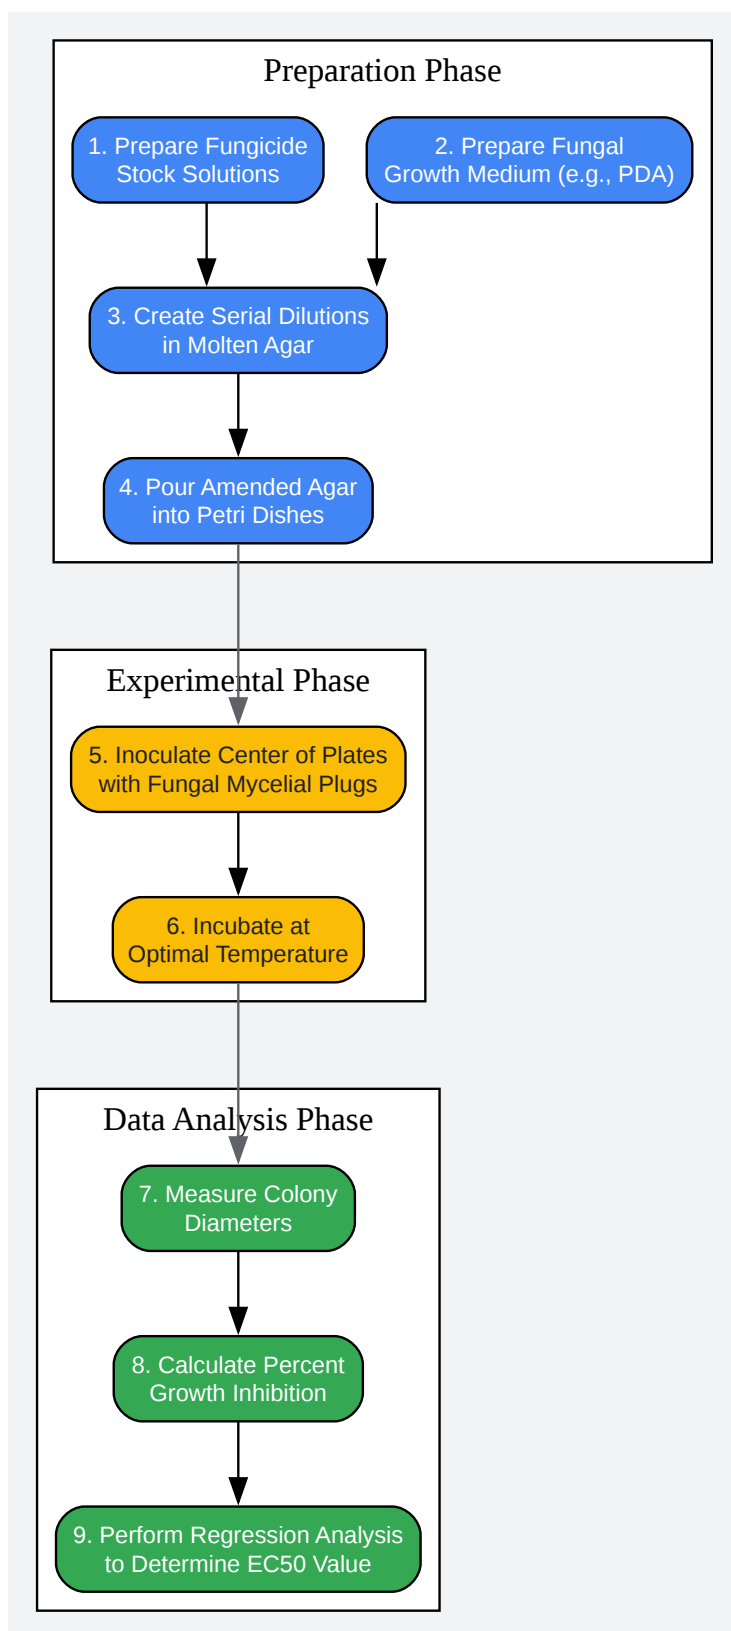 Preparation Phase
1. Prepare Fungicide
Stock Solutions
2. Prepare Fungal
Growth Medium (e.g., PDA)
3. Create Serial Dilutions
in Molten Agar
4. Pour Amended Agar
into Petri Dishes
Experimental Phase
5. Inoculate Center of Plates
with Fungal Mycelial Plugs
6. Incubate at
Optimal Temperature
Data Analysis Phase
7. Measure Colony
Diameters
8. Calculate Percent
Growth Inhibition
9. Perform Regression Analysis
to Determine EC50 Value